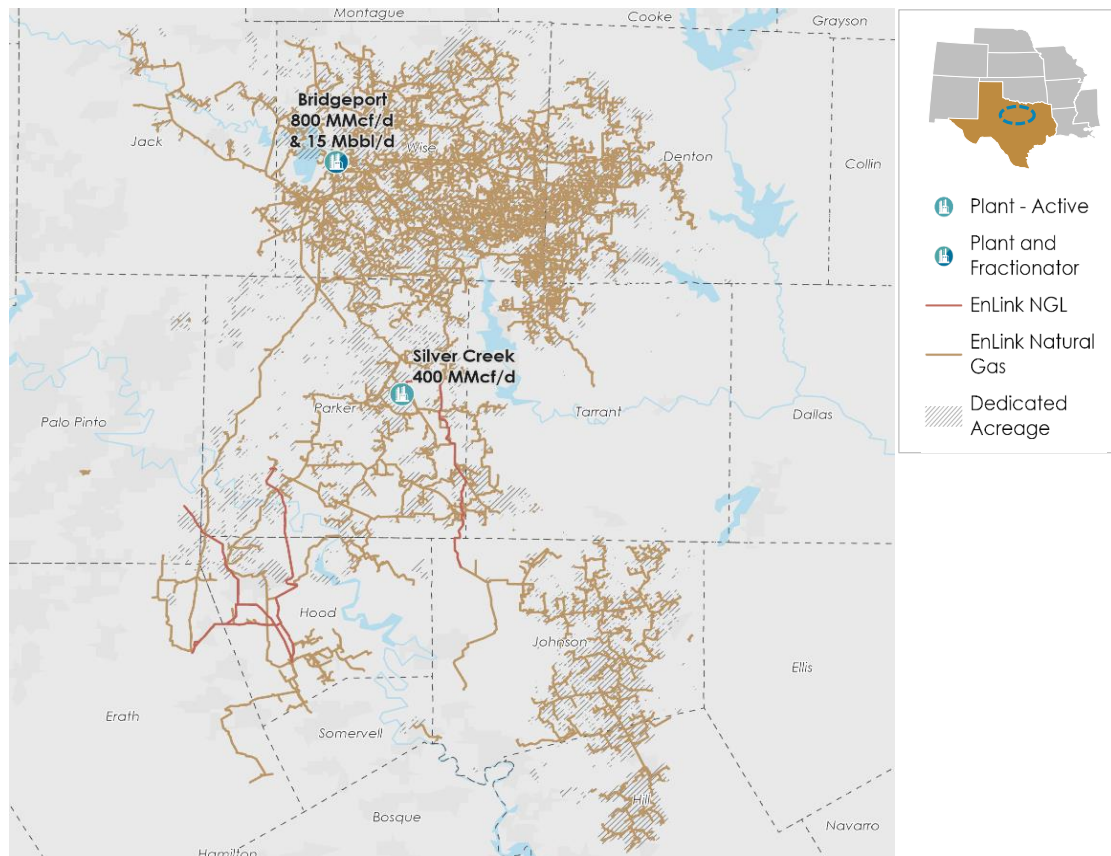 Montague
Cooke
Grayson
Bridgeport
800 MMcf/d
& 15 Mbbl/d
Jack
Wise
Denton
Collin
Silver Creek
400 MMcf/d
Parker
Tarrant
Dallas
Palo Pinto
Hood
Johnson
Ellis
Erath
Somervell
Hill
Bosque
Navarro
Hamilton
Plant - Active
Plant and
Fractionator
EnLink NGL
EnLink Natural
Gas
Dedicated
Acreage